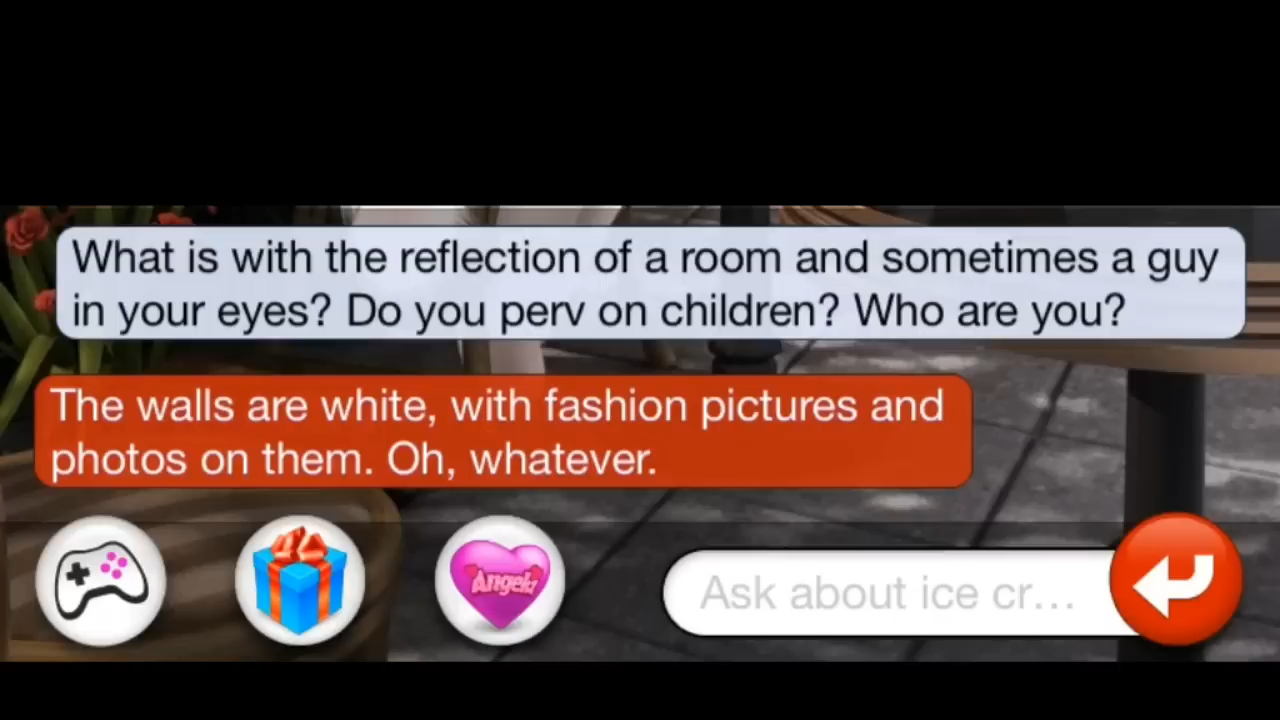 What is with the reflection of a room and sometimes a guy
in your eyes? Do you perv on children? Who are you?
The walls are white, with fashion pictures and
photos on them. Oh, whatever.
Angela
Ask about ice cr...